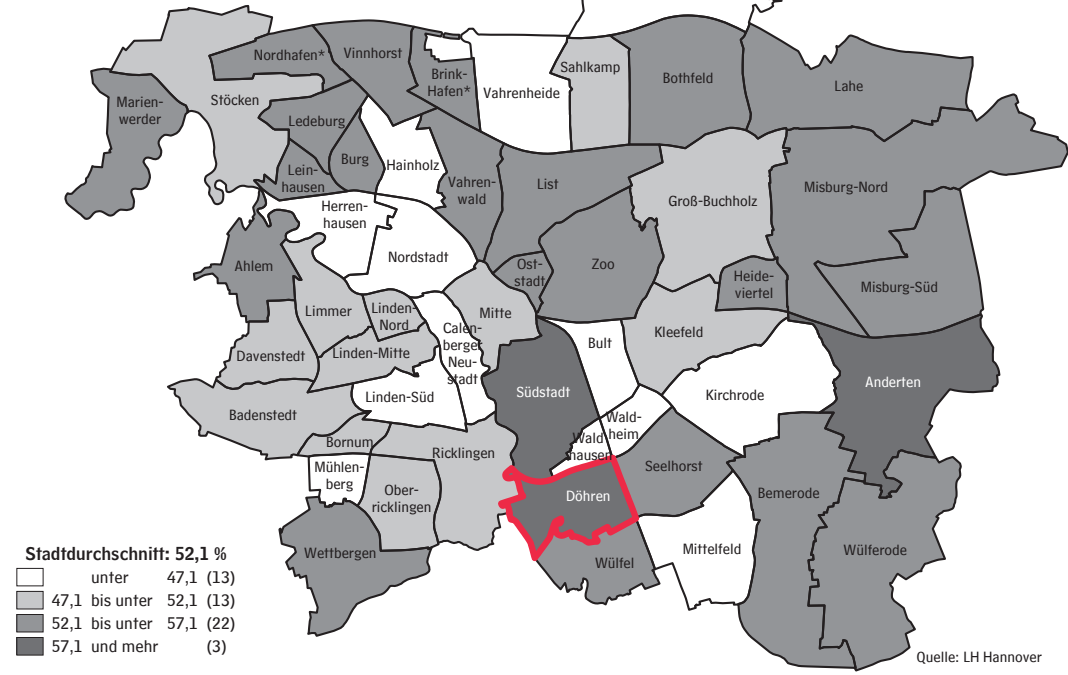 Nordhafen*
Vinnhorst
Brink-
Hafen*
Vahrenheide
Sahlkamp
Bothfeld
Lahe
Marien-
werder
Stöcken
Ledeburg
Burg
Hainholz
Lein-
hausen
Vahren-
wald
List
Groß-Buchholz
Misburg-Nord
Herren-
hausen
Nordstadt
Ahlem
Ost-
stadt
Zoo
Heide-
viertel
Misburg-Süd
Limmer
Linden-
Nord
Mitte
Calen-
berger
Neu-
stadt
Kleefeld
Bult
Davenstedt
Linden-Mitte
Linden-Süd
Südstadt
Kirchrode
Anderten
Badenstedt
Bornum
Ricklingen
Wald-
heim
Wald
hausen
Mühlen-
berg
Ober-
ricklingen
Döhren
Seelhorst
Bemerode
Wettbergen
Wülfel
Mittelfeld
Wülferode
Stadtdurchschnitt: 52,1 %
unter 47,1 (13)
47,1 bis unter 52,1 (13)
52,1 bis unter 57,1 (22)
57,1 und mehr (3)
Quelle: LH Hannover